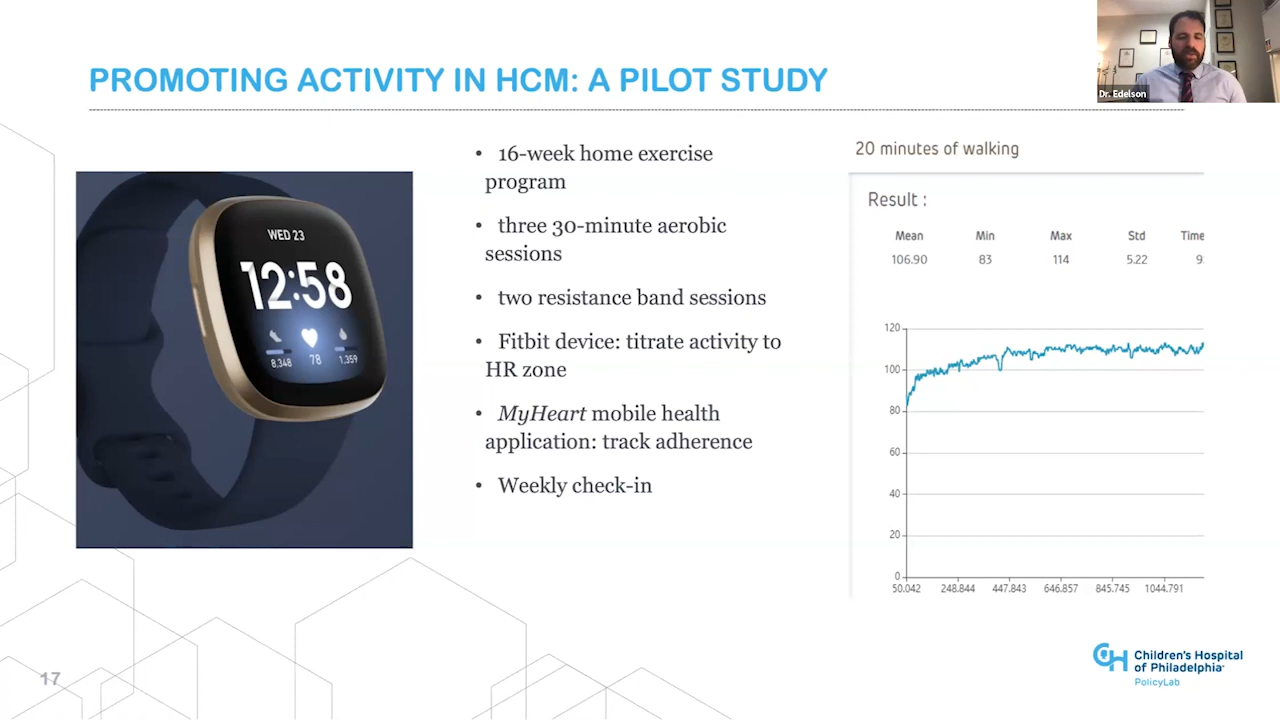 PROMOTING ACTIVITY IN HCM: A PILOT STUDY
Dr. Edelson
WED 23
12:58
8,348 78 1,359
• 16-week home exercise
program
• three 30-minute aerobic
sessions
• two resistance band sessions
• Fitbit device: titrate activity to
HR zone
• MyHeart mobile health
application: track adherence
• Weekly check-in
20 minutes of walking
Result :
Mean Min Max Std Time
106.90 83 114 5.22 9.
120
100
80
60
40
20
0
50.042 248.844 447.843 646.857 845.745 1044.791
17
CH Children's Hospital
of Philadelphia
PolicyLab